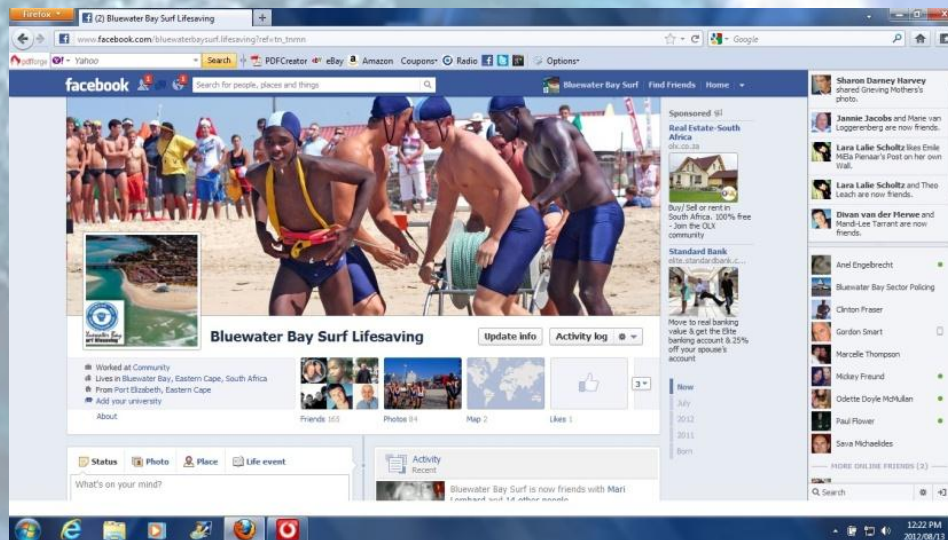 Firefox
(2) Bluewater Bay Surf Lifesaving
www.facebook.com/bluewaterbaysurf.lifesaving?ref=tn_tnmn
Google
pdfforge
Yahoo
Search
PDFCreator
eBay
Amazon
Coupons
Radio
Options
facebook
1
1
Search for people, places and things
Bluewater Bay Surf
Find Friends
Home
Bluewater Bay Surf Lifesaving
Update info
Activity log
Worked at Community
Lives in Bluewater Bay, Eastern Cape, South Africa
From Port Elizabeth, Eastern Cape
Add your university
About
Friends 165
Photos 84
Map 2
Likes 1
3
Status
Photo
Place
Life event
What's on your mind?
Activity
Recent
Bluewater Bay Surf is now friends with Mari
Lombard and 14 other people.
Sponsored
Real Estate-South
Africa
olx.co.za
Buy/ Sell or rent in
South Africa. 100% free
- Join the OLX
community
Standard Bank
elite.standardbank.c...
Move to real banking
value & get the Elite
banking account & 25%
off your spouse's
account
Now
July
2012
2011
Born
Sharon Darney Harvey
shared Grieving Mothers's
photo.
Jannie Jacobs and Marie van
Loggerenberg are now friends.
Lara Lalie Scholtz likes Emile
MiEla Pienaar's Post on her own
Wall.
Lara Lalie Scholtz and Theo
Leach are now friends.
Divan van der Merwe and
Mandi-Lee Tarrant are now
friends.
Anel Engelbrecht
Bluewater Bay Sector Policing
Clinton Fraser
Gordon Smart
Marcelle Thompson
Mickey Freund
Odette Doyle McMullan
Paul Flower
Sava Michaelides
MORE ONLINE FRIENDS (2)
Search
12:22 PM
2012/08/13